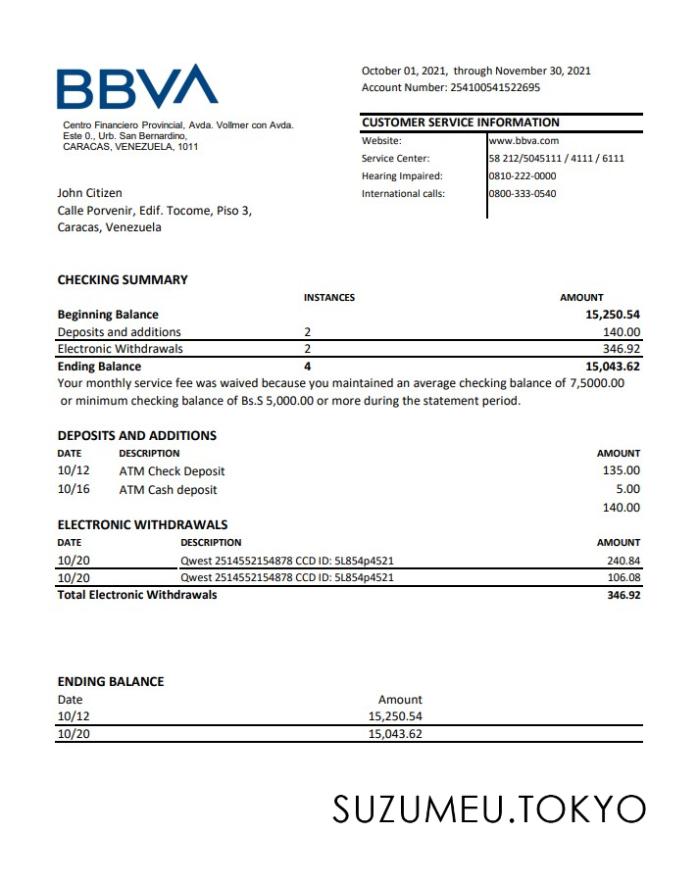 BBVA
Centro Financiero Provincial, Avda. Vollmer con Avda.
Este 0., Urb. San Bernardino,
CARACAS, VENEZUELA, 1011
October 01, 2021, through November 30, 2021
Account Number: 254100541522695
CUSTOMER SERVICE INFORMATION
Website: www.bbva.com
Service Center: 58 212/5045111 / 4111 / 6111
Hearing Impaired: 0810-222-0000
International calls: 0800-333-0540
John Citizen
Calle Porvenir, Edif. Tocome, Piso 3,
Caracas, Venezuela
CHECKING SUMMARY
INSTANCES AMOUNT
Beginning Balance 15,250.54
Deposits and additions 2 140.00
Electronic Withdrawals 2 346.92
Ending Balance 4 15,043.62
Your monthly service fee was waived because you maintained an average checking balance of 7,5000.00
or minimum checking balance of Bs.S 5,000.00 or more during the statement period.
DEPOSITS AND ADDITIONS
DATE DESCRIPTION AMOUNT
10/12 ATM Check Deposit 135.00
10/16 ATM Cash deposit 5.00
140.00
ELECTRONIC WITHDRAWALS
DATE DESCRIPTION AMOUNT
10/20 Qwest 2514552154878 CCD ID: 5L854p4521 240.84
10/20 Qwest 2514552154878 CCD ID: 5L854p4521 106.08
Total Electronic Withdrawals 346.92
ENDING BALANCE
Date Amount
10/12 15,250.54
10/20 15,043.62
SUZUMEU.TOKYO